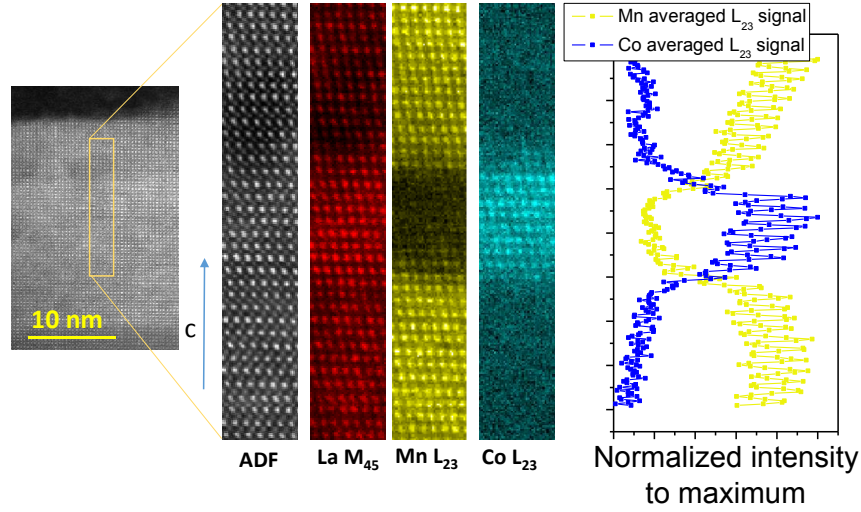 Mn averaged L23 signal
Co averaged L23 signal
10 nm
C
ADF
La M45
Mn L23
Co L23
Normalized intensity
to maximum